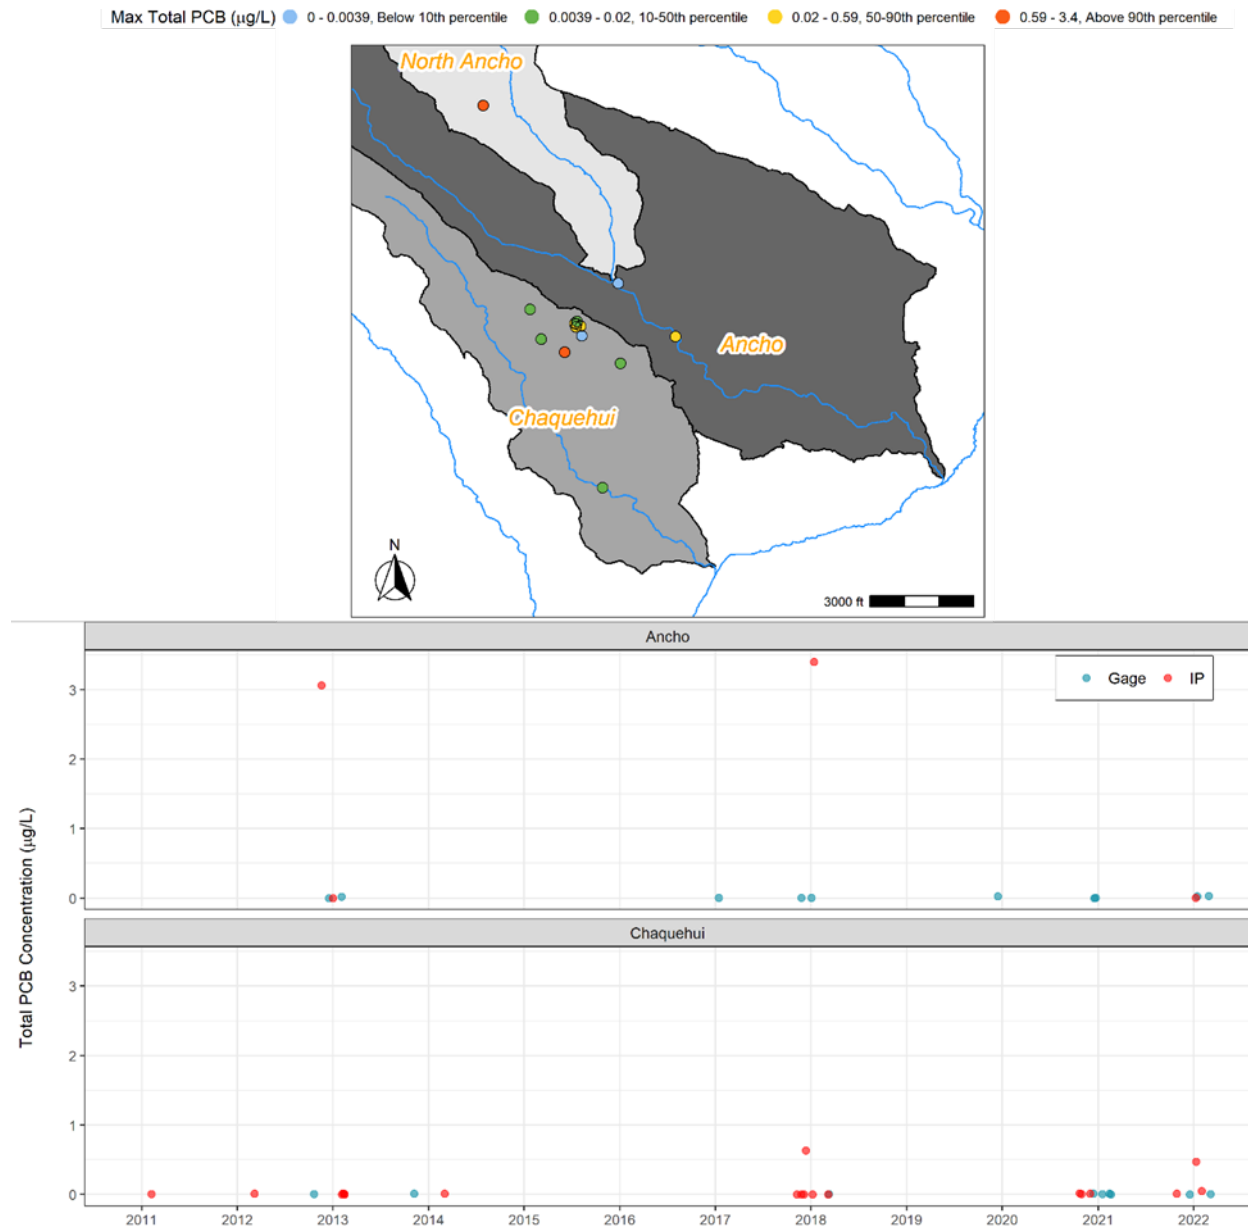 Max Total PCB (µg/L) 0 - 0.0039, Below 10th percentile 0.0039 - 0.02, 10-50th percentile 0.02 - 0.59, 50-90th percentile 0.59 - 3.4, Above 90th percentile
North Ancho
Ancho
Chaquehui
N
3000 ft
Ancho
Gage IP
3
2
1
0
Total PCB Concentration (µg/L)
Chaquehui
3
2
1
0
2011 2012 2013 2014 2015 2016 2017 2018 2019 2020 2021 2022